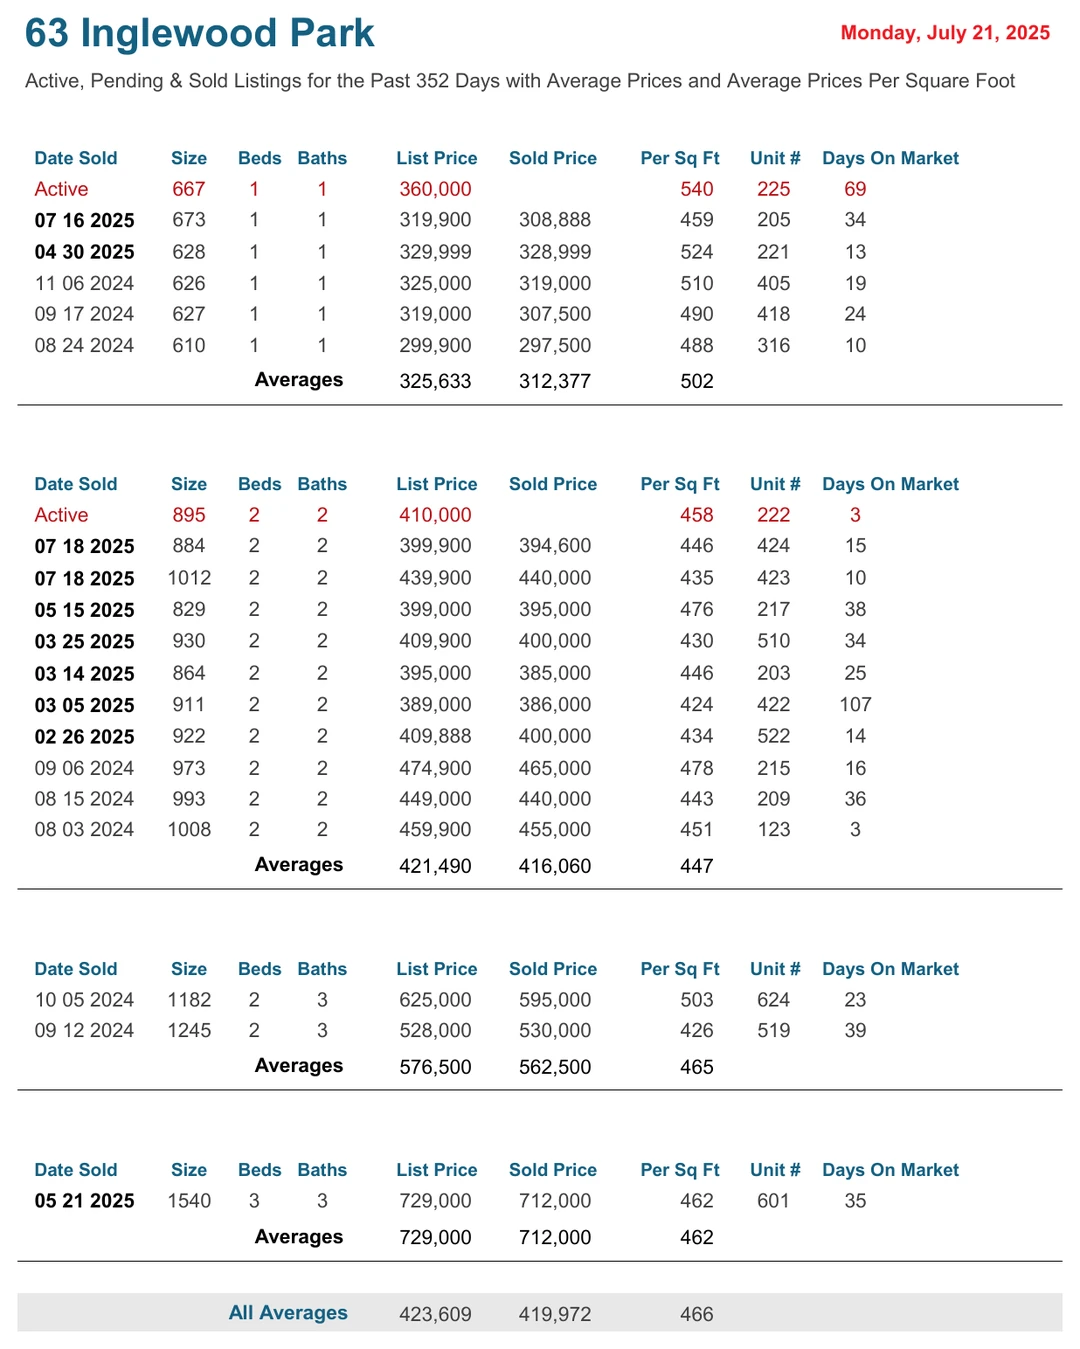 63 Inglewood Park
Monday, July 21, 2025
Active, Pending & Sold Listings for the Past 352 Days with Average Prices and Average Prices Per Square Foot
Date Sold Size Beds Baths List Price Sold Price Per Sq Ft Unit # Days On Market
Active 667 1 1 360,000 540 225 69
07 16 2025 673 1 1 319,900 308,888 459 205 34
04 30 2025 628 1 1 329,999 328,999 524 221 13
11 06 2024 626 1 1 325,000 319,000 510 405 19
09 17 2024 627 1 1 319,000 307,500 490 418 24
08 24 2024 610 1 1 299,900 297,500 488 316 10
Averages 325,633 312,377 502
Date Sold Size Beds Baths List Price Sold Price Per Sq Ft Unit # Days On Market
Active 895 2 2 410,000 458 222 3
07 18 2025 884 2 2 399,900 394,600 446 424 15
07 18 2025 1012 2 2 439,900 440,000 435 423 10
05 15 2025 829 2 2 399,000 395,000 476 217 38
03 25 2025 930 2 2 409,900 400,000 430 510 34
03 14 2025 864 2 2 395,000 385,000 446 203 25
03 05 2025 911 2 2 389,000 386,000 424 422 107
02 26 2025 922 2 2 409,888 400,000 434 522 14
09 06 2024 973 2 2 474,900 465,000 478 215 16
08 15 2024 993 2 2 449,000 440,000 443 209 36
08 03 2024 1008 2 2 459,900 455,000 451 123 3
Averages 421,490 416,060 447
Date Sold Size Beds Baths List Price Sold Price Per Sq Ft Unit # Days On Market
10 05 2024 1182 2 3 625,000 595,000 503 624 23
09 12 2024 1245 2 3 528,000 530,000 426 519 39
Averages 576,500 562,500 465
Date Sold Size Beds Baths List Price Sold Price Per Sq Ft Unit # Days On Market
05 21 2025 1540 3 3 729,000 712,000 462 601 35
Averages 729,000 712,000 462
All Averages 423,609 419,972 466